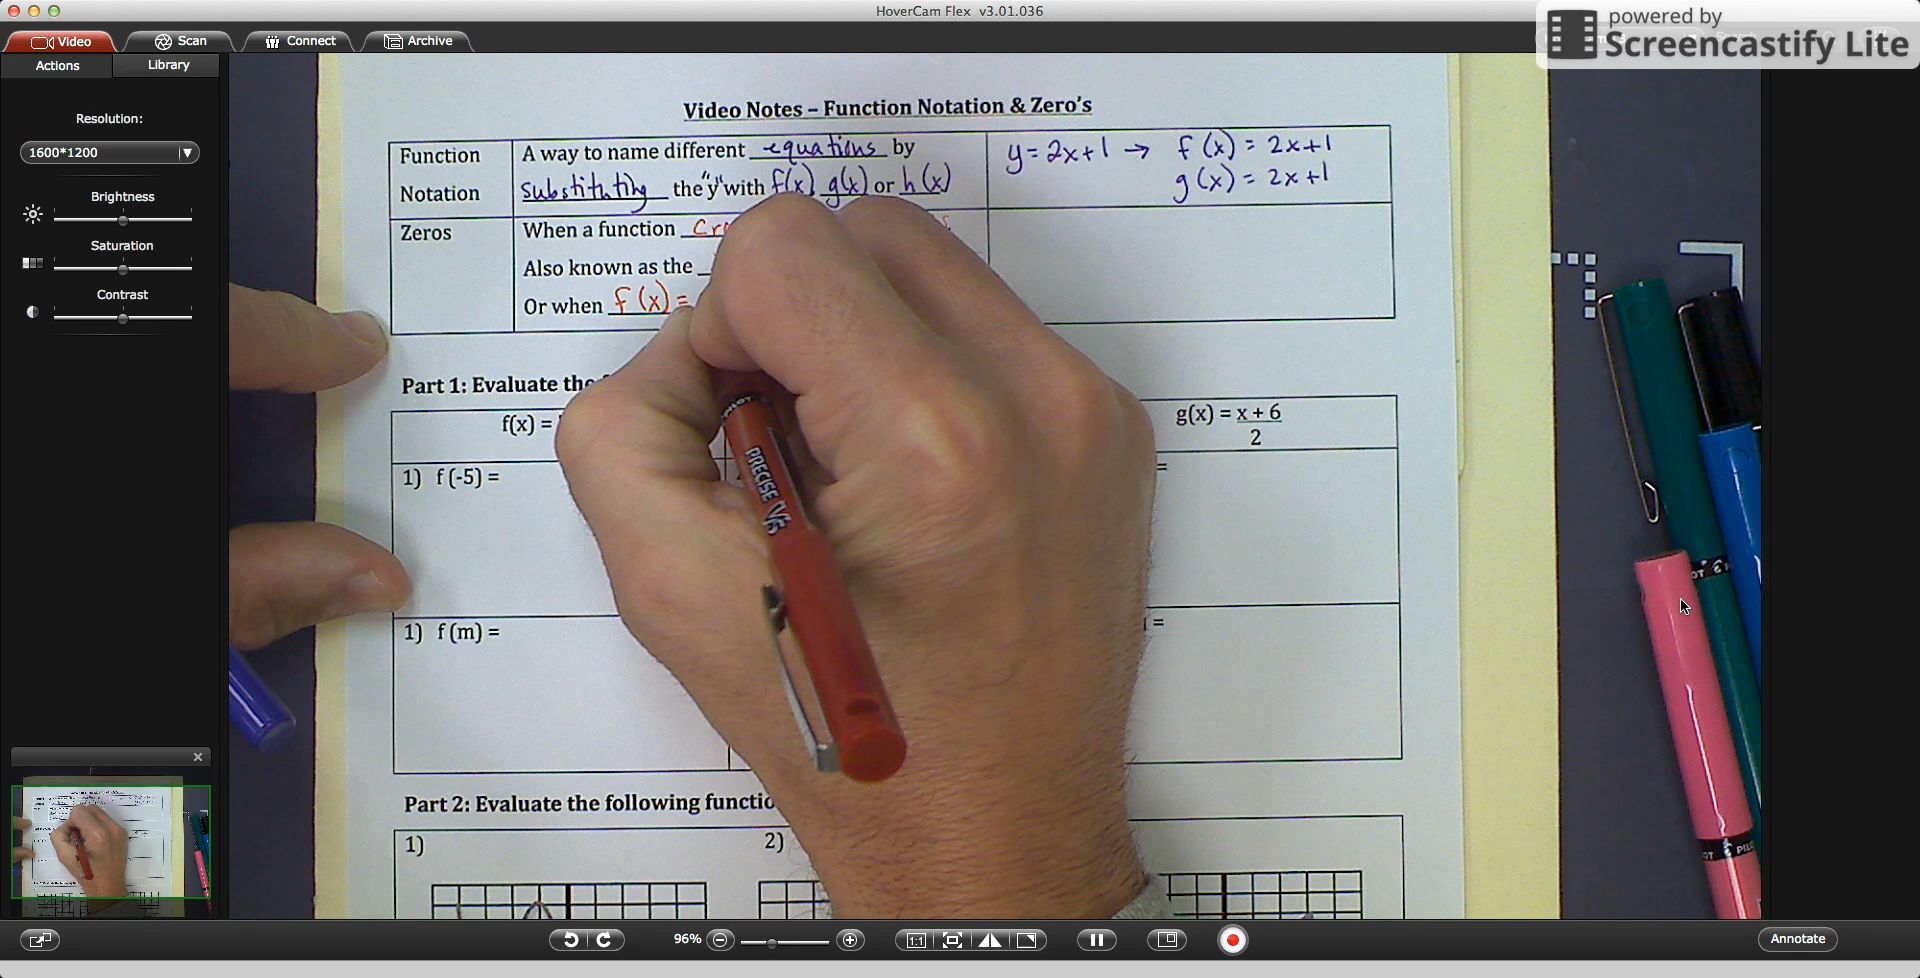 HoverCam Flex v3.01.036
powered by
Screencastify Lite
Video Scan Connect Archive
Actions Library
Resolution:
1600*1200
Brightness
Saturation
Contrast
Video Notes – Function Notation & Zero's
Function Notation
A way to name different equations by
substituting the "y" with f(x) g(x) or h(x)
y = 2x+1 → f(x) = 2x+1
g(x) = 2x+1
Zeros
When a function
Also known as the
Or when f(x) =
Part 1: Evaluate the
f(x) =
g(x) = x + 6
2
1) f(-5) =
=
1) f(m) =
=
PILOT
PRECISE V5
Part 2: Evaluate the following functio
1)
2)
96%
1:1
Annotate